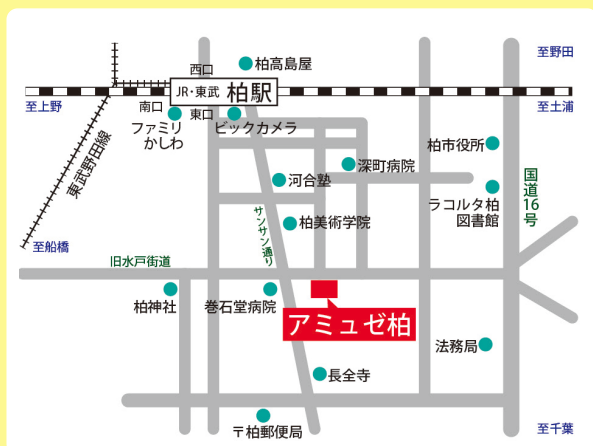 至野田
柏高島屋
西口
JR・東武 柏駅
至上野
南口
東口
至土浦
ファミリ
かしわ
ビックカメラ
東武野田線
柏市役所
深町病院
河合塾
国道16号
ラコルタ柏
図書館
サンサン通り
柏美術学院
至船橋
旧水戸街道
柏神社
巻石堂病院
アミュゼ柏
法務局
長全寺
〒柏郵便局
至千葉